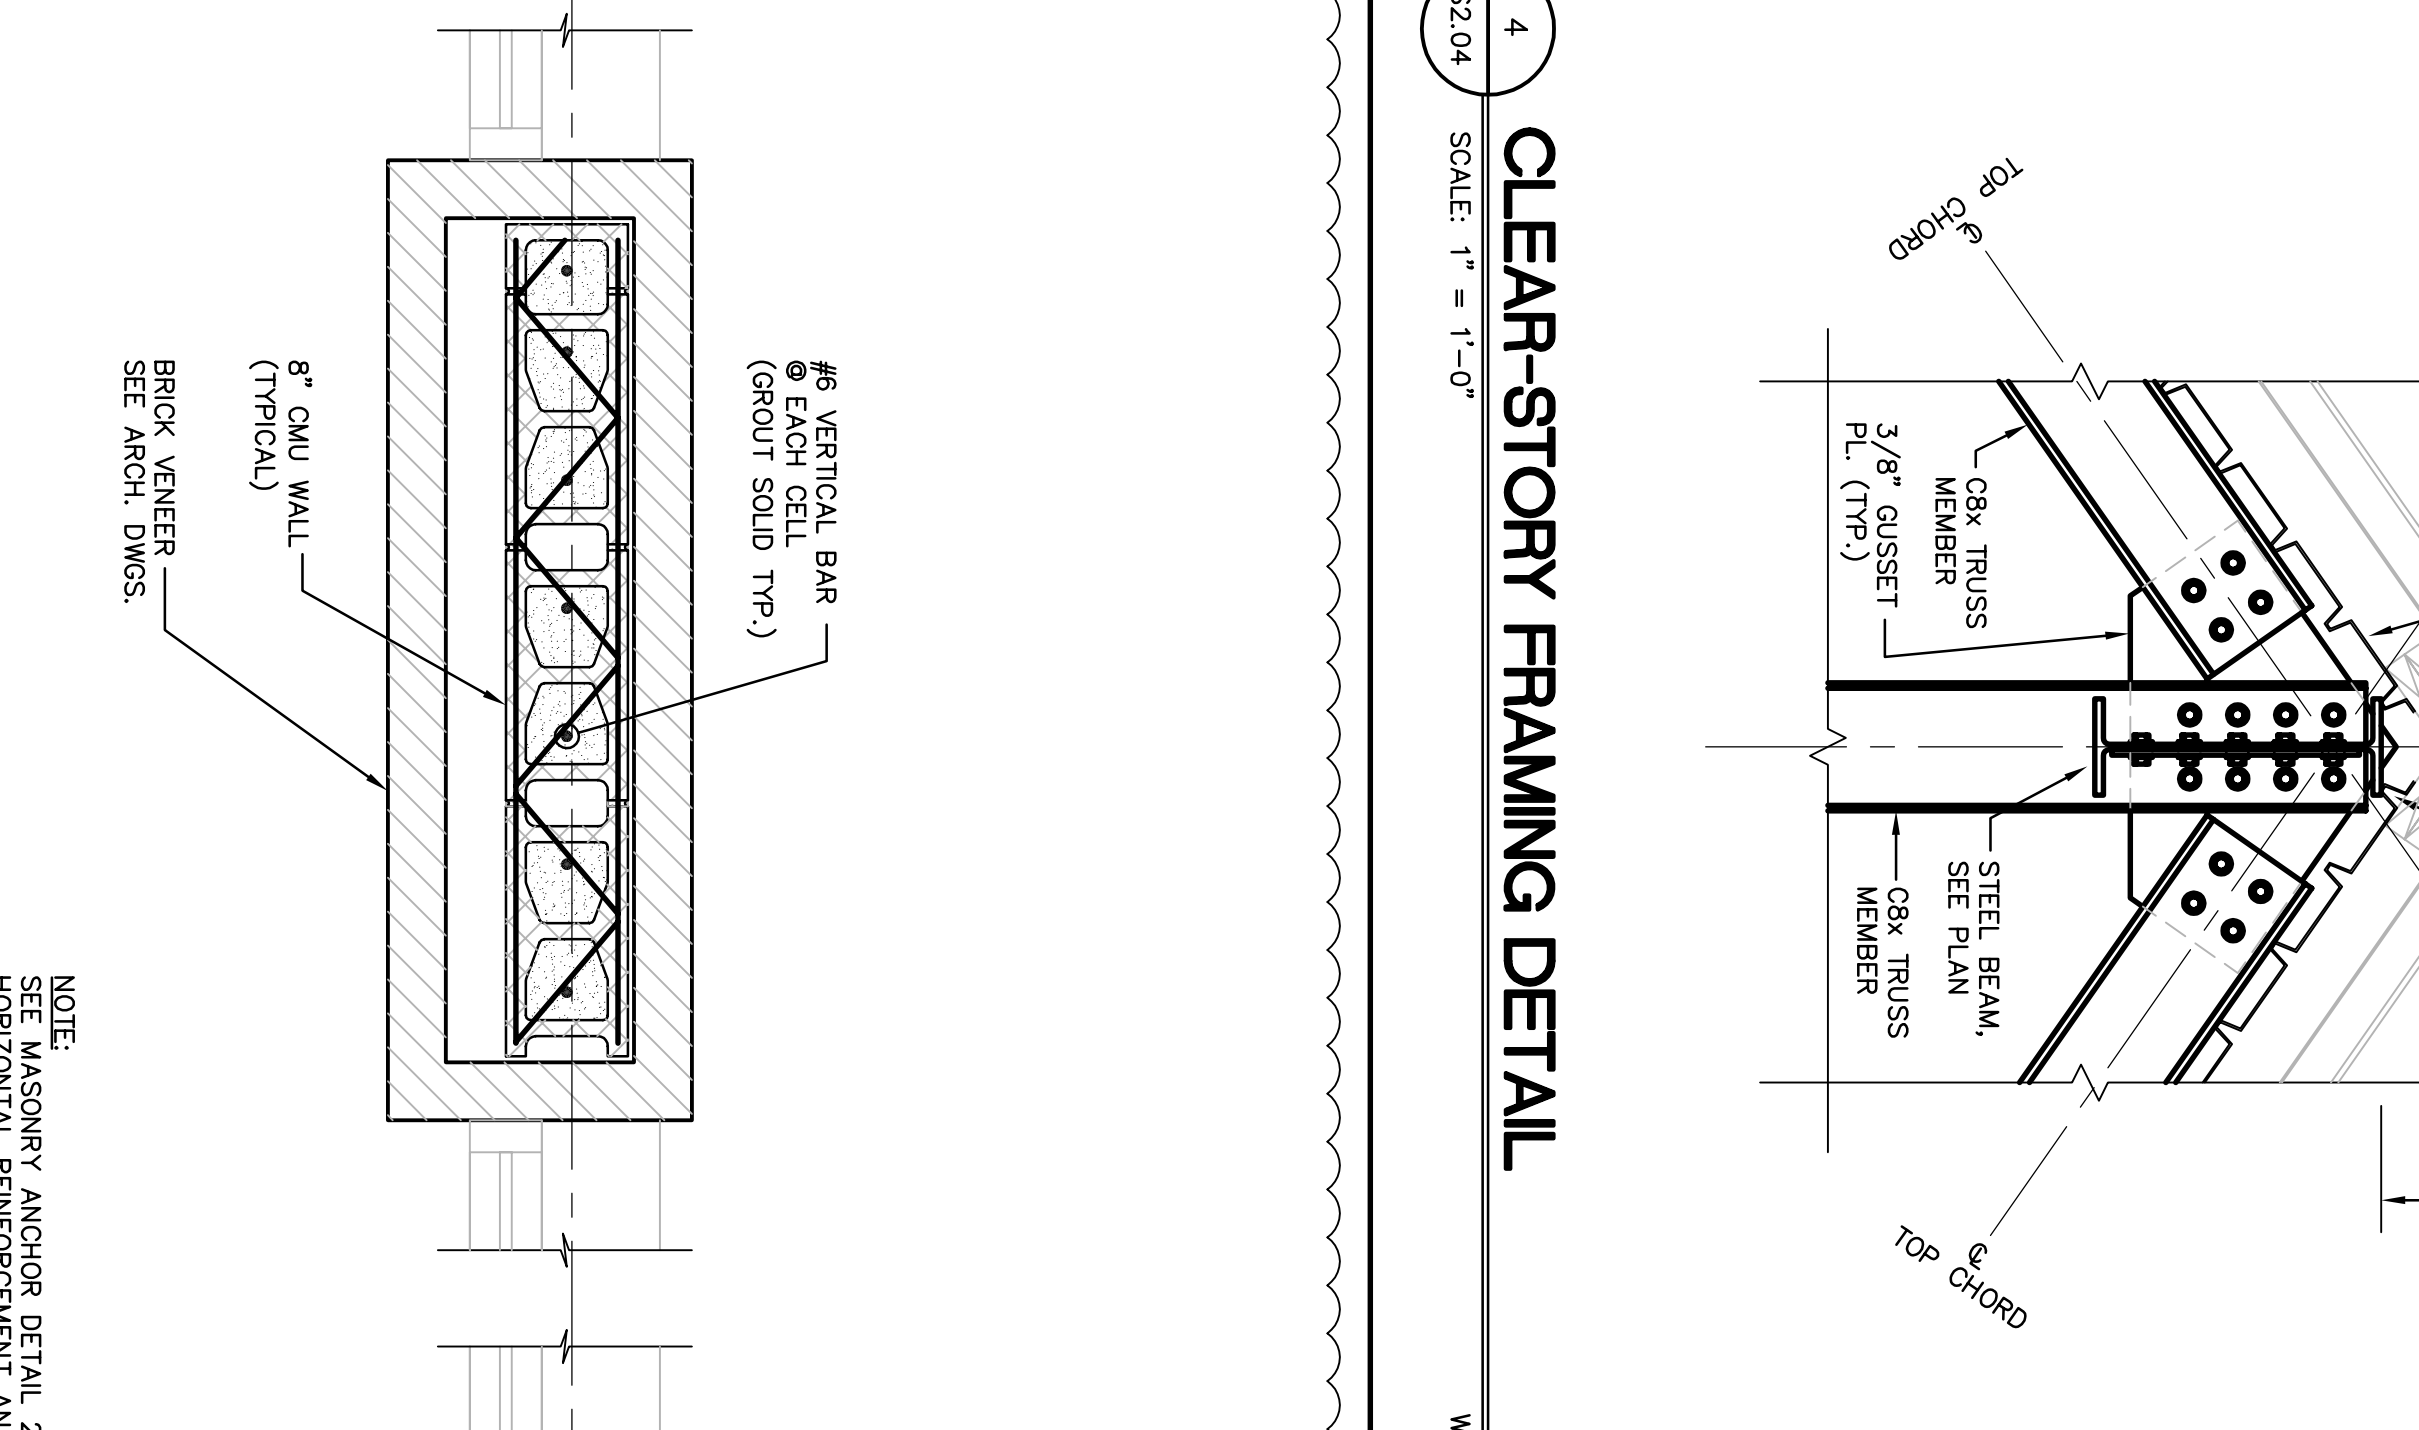 TOP CHORD
℄
C8x TRUSS
MEMBER
3/8" GUSSET
PL. (TYP.)
STEEL BEAM,
SEE PLAN
C8x TRUSS
MEMBER
℄
TOP CHORD
4
S2.04
CLEAR-STORY FRAMING DETAIL
SCALE: 1" = 1'-0"
W
#6 VERTICAL BAR
@ EACH CELL
(GROUT SOLID TYP.)
8" CMU WALL
(TYPICAL)
BRICK VENEER
SEE ARCH. DWGS.
NOTE:
SEE MASONRY ANCHOR DETAIL
HORIZONTAL REINFORCEMENT